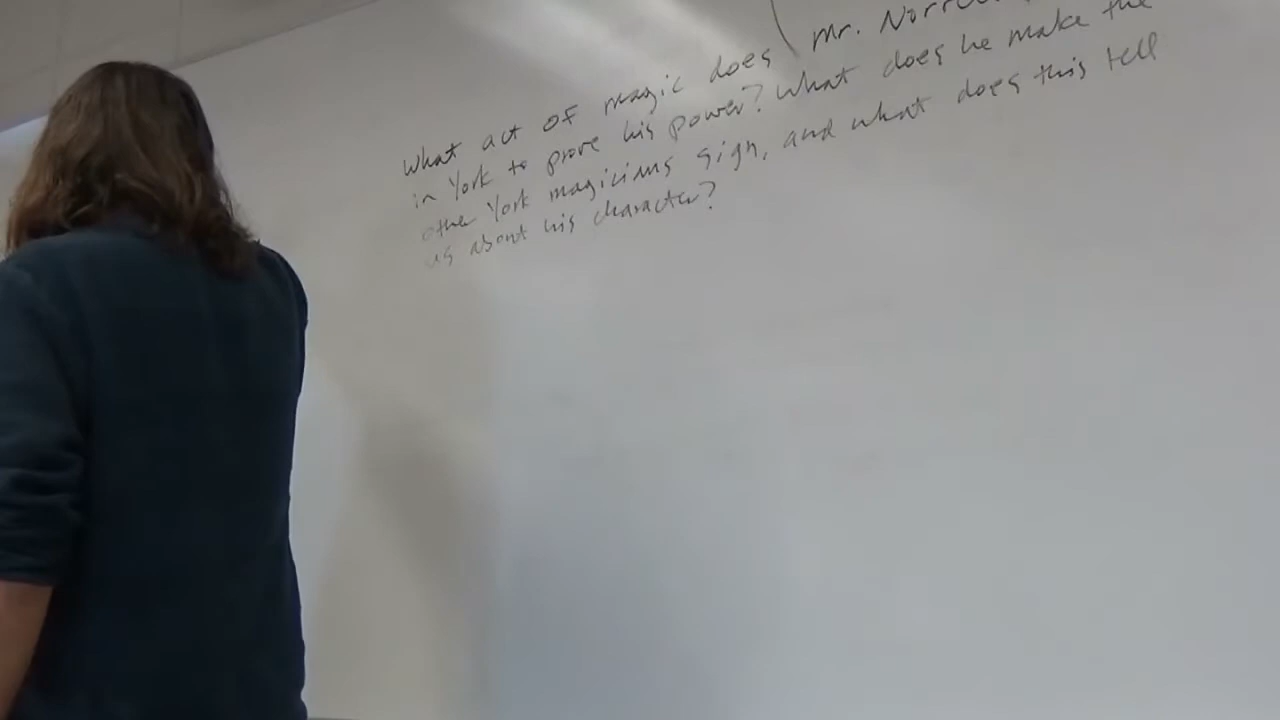 What act of magic does Mr. Norrell
in York to prove his power? What does he make the
other York magicians sign, and what does this tell
us about his character?